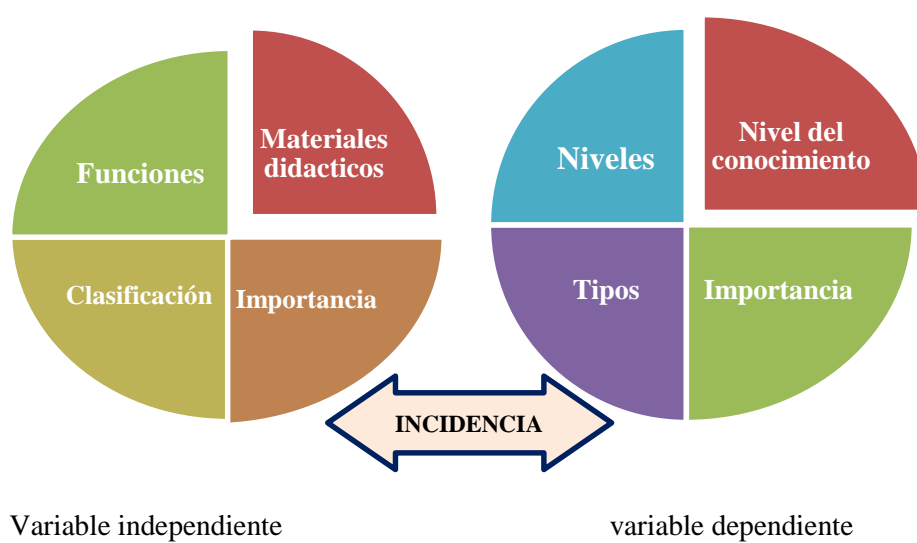 Funciones
Materiales
didacticos
Clasificación
Importancia
Niveles
Nivel del
conocimiento
Tipos
Importancia
INCIDENCIA
Variable independiente
variable dependiente